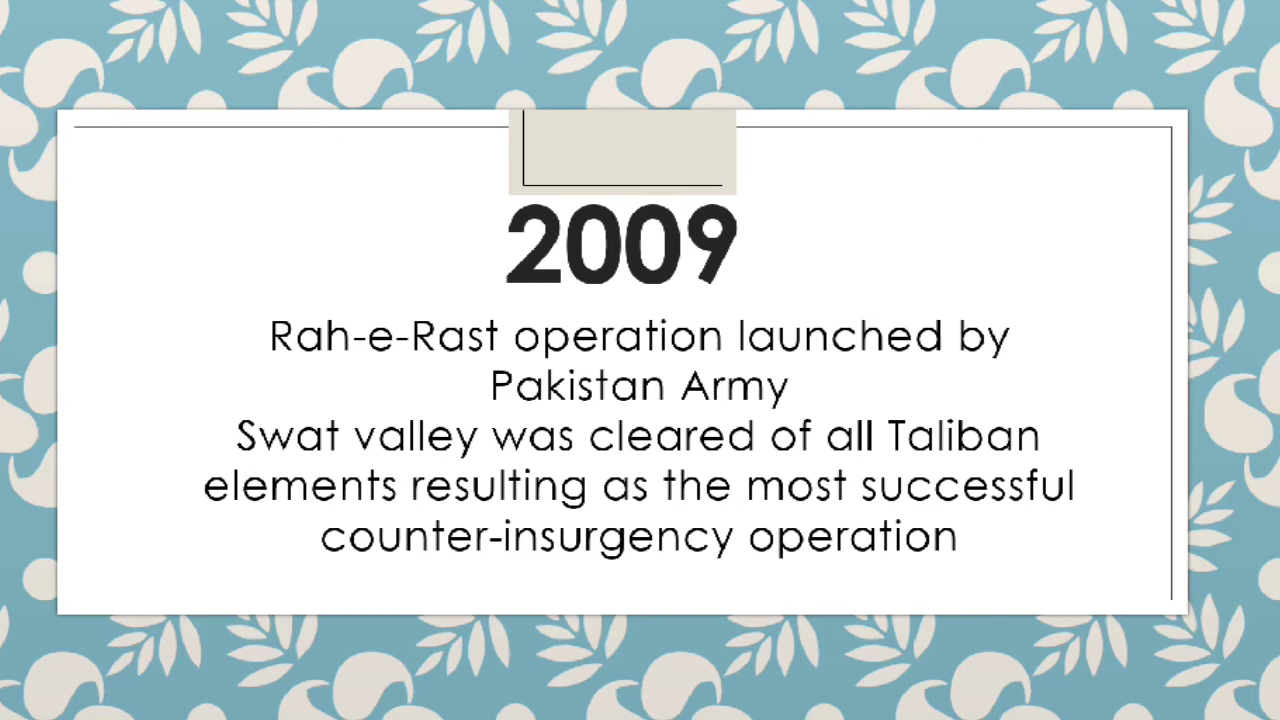 2009
Rah-e-Rast operation launched by
Pakistan Army
Swat valley was cleared of all Taliban
elements resulting as the most successful
counter-insurgency operation